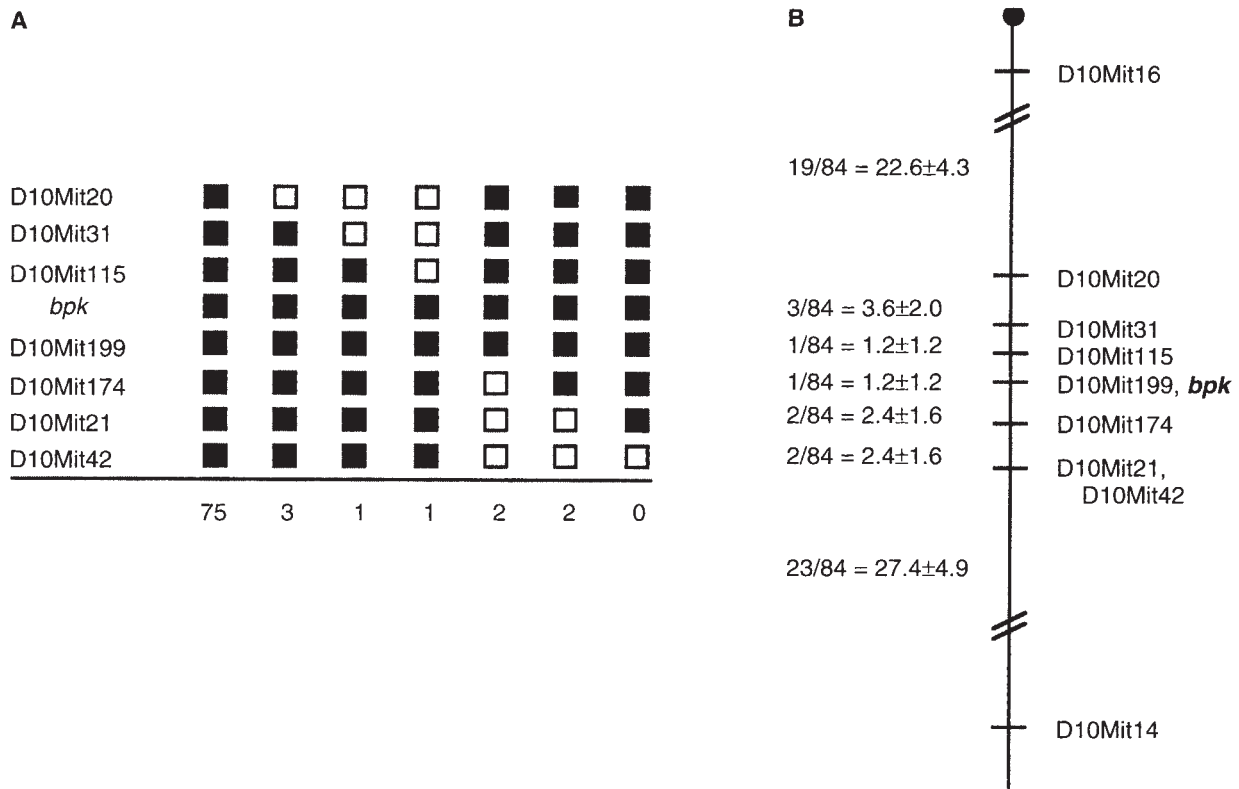 A
D10Mit20
D10Mit31
D10Mit115
bpk
D10Mit199
D10Mit174
D10Mit21
D10Mit42
75 3 1 1 2 2 0
B
D10Mit16
19/84 = 22.6±4.3
D10Mit20
3/84 = 3.6±2.0
D10Mit31
1/84 = 1.2±1.2
D10Mit115
1/84 = 1.2±1.2
D10Mit199, bpk
2/84 = 2.4±1.6
D10Mit174
2/84 = 2.4±1.6
D10Mit21,
D10Mit42
23/84 = 27.4±4.9
D10Mit14